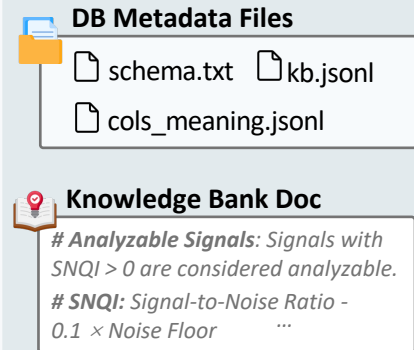 DB Metadata Files
schema.txt kb.jsonl
cols_meaning.jsonl
Knowledge Bank Doc
# Analyzable Signals: Signals with
SNQI > 0 are considered analyzable.
# SNQI: Signal-to-Noise Ratio -
0.1 × Noise Floor ...